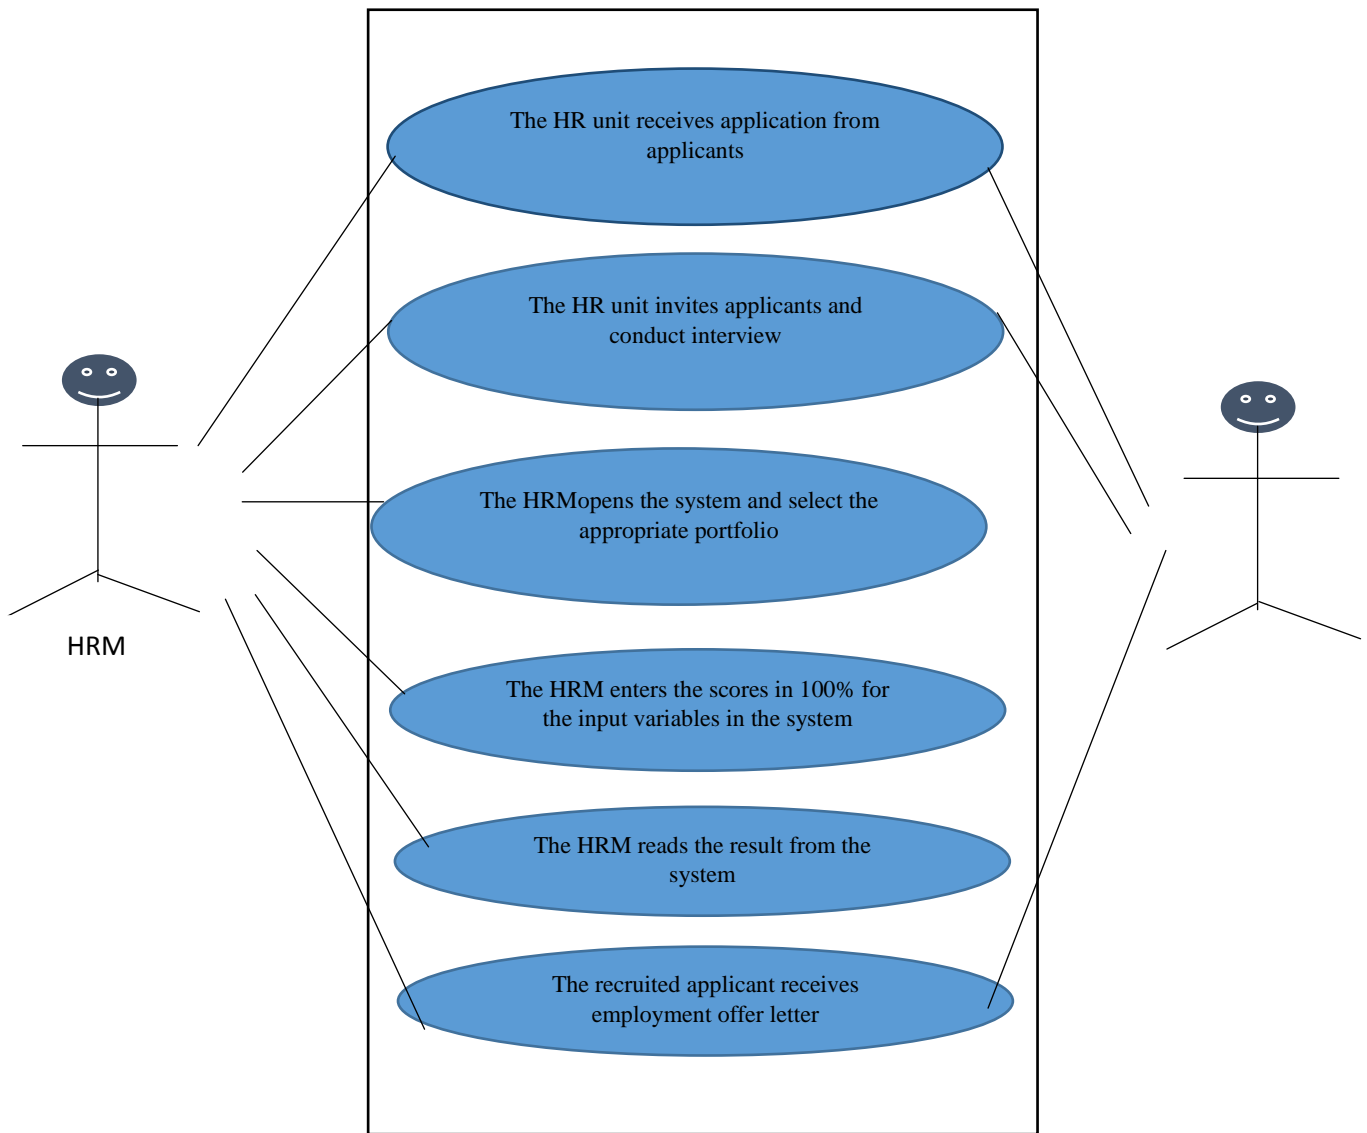 The HR unit receives application from
applicants
The HR unit invites applicants and
conduct interview
The HRMopens the system and select the
appropriate portfolio
HRM
The HRM enters the scores in 100% for
the input variables in the system
The HRM reads the result from the
system
The recruited applicant receives
employment offer letter